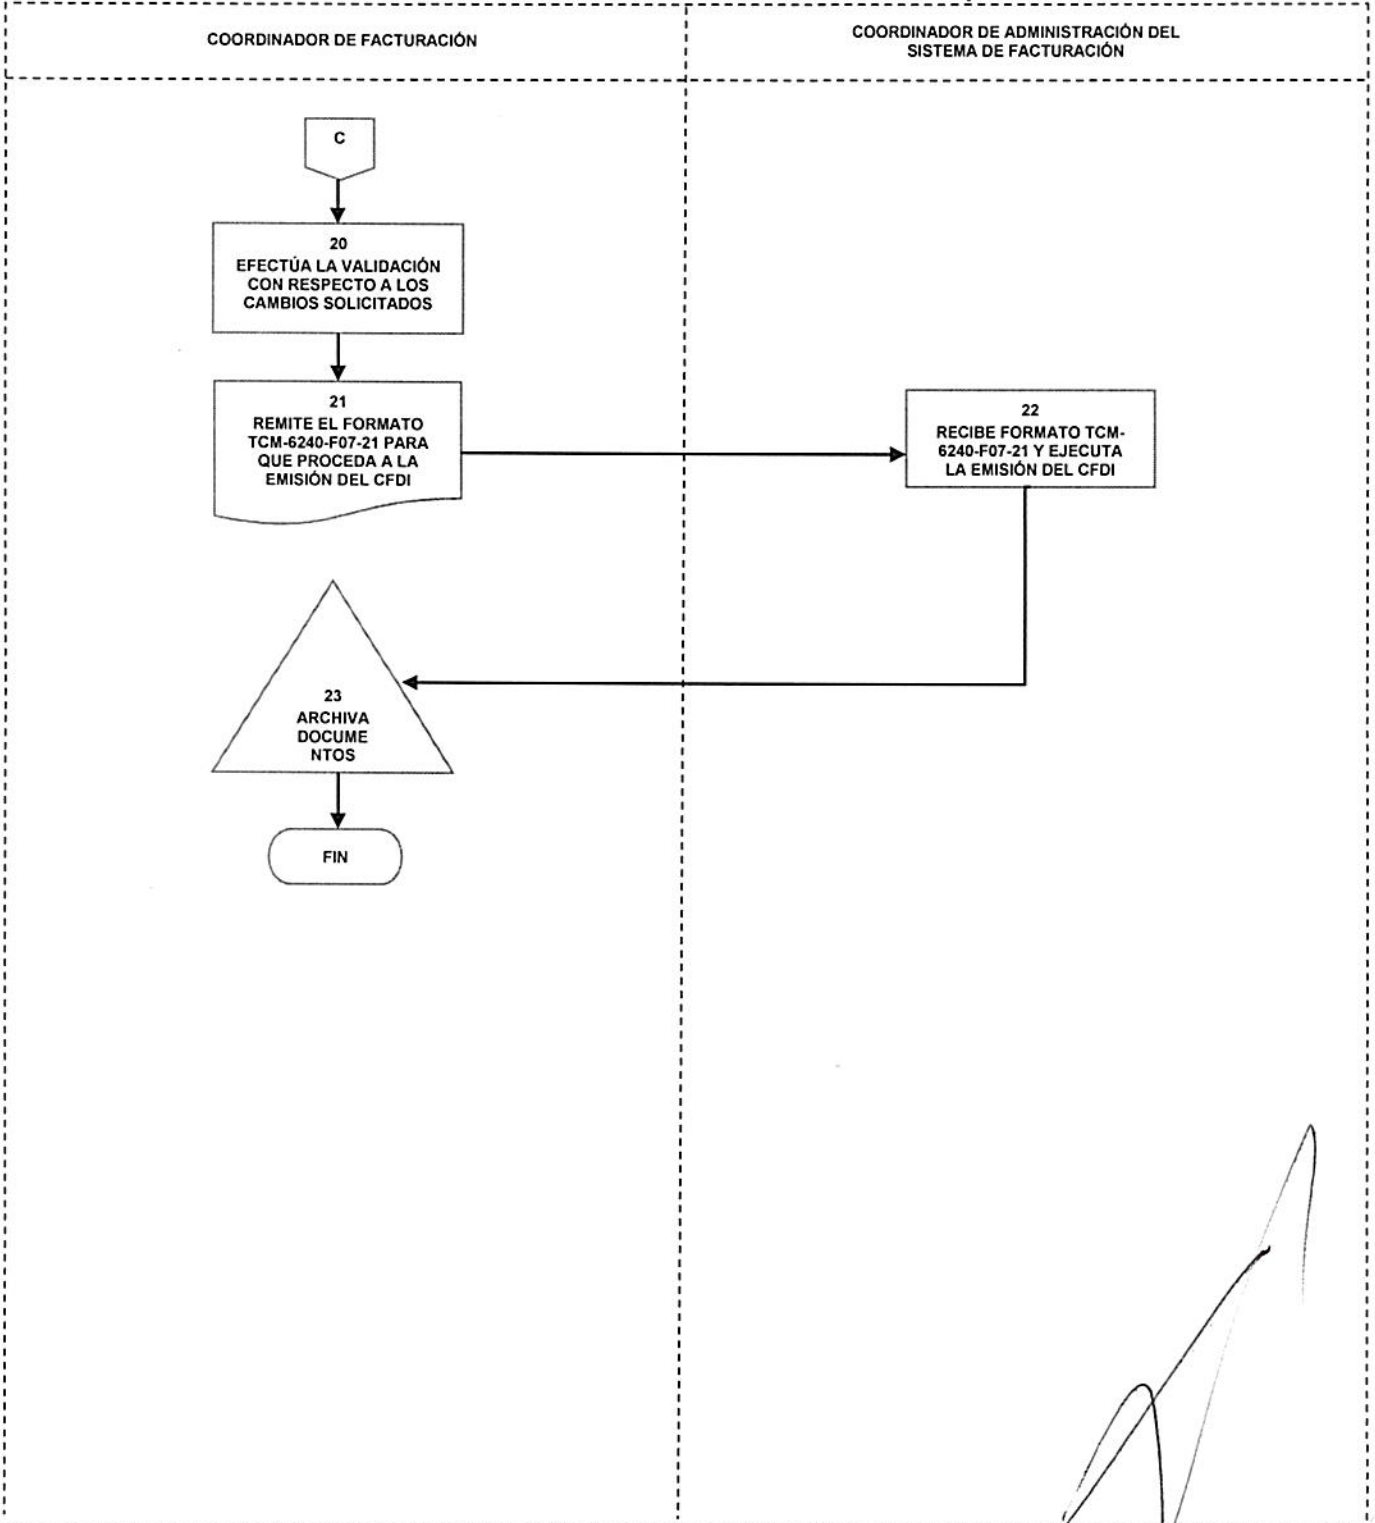 COORDINADOR DE FACTURACIÓN
COORDINADOR DE ADMINISTRACIÓN DEL
SISTEMA DE FACTURACIÓN
C
20
EFECTÚA LA VALIDACIÓN
CON RESPECTO A LOS
CAMBIOS SOLICITADOS
21
REMITE EL FORMATO
TCM-6240-F07-21 PARA
QUE PROCEDA A LA
EMISIÓN DEL CFDI
22
RECIBE FORMATO TCM-
6240-F07-21 Y EJECUTA
LA EMISIÓN DEL CFDI
23
ARCHIVA
DOCUME
NTOS
FIN